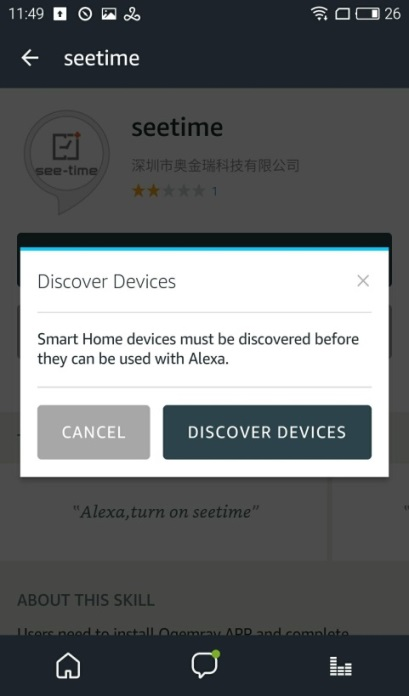 11:49
26
seetime
see-time
seetime
深圳市奥金瑞科技有限公司
1
Discover Devices
Smart Home devices must be discovered before
they can be used with Alexa.
CANCEL
DISCOVER DEVICES
"Alexa,turn on seetime"
"
ABOUT THIS SKILL
Users need to install Ogemray APP and complete